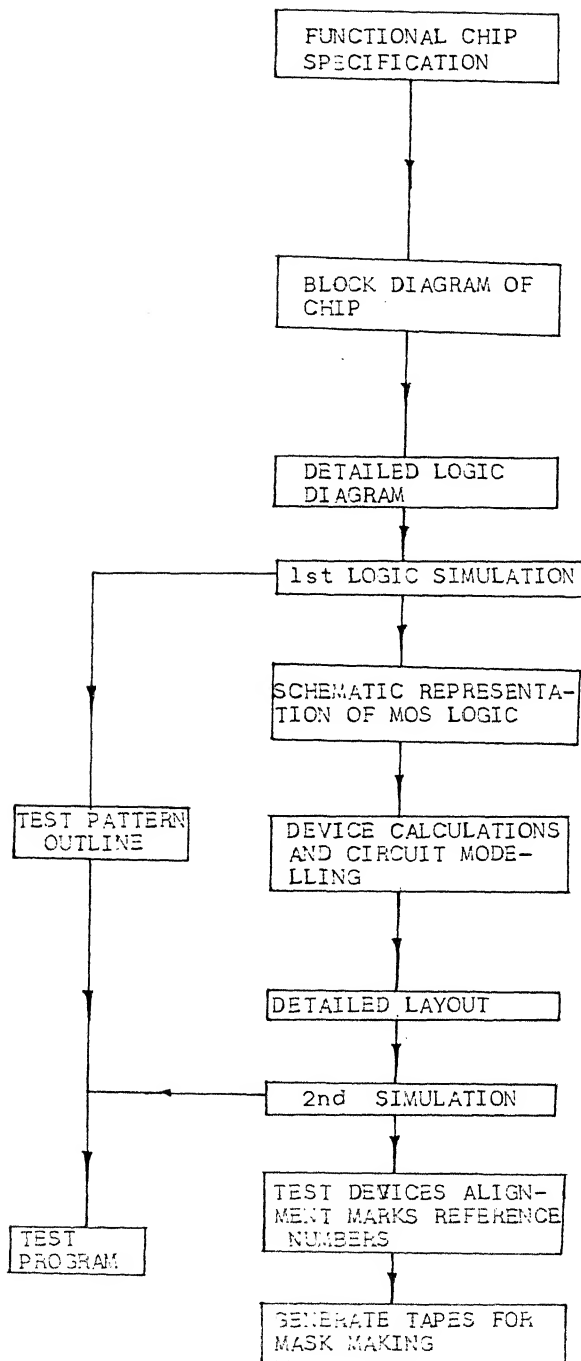 FUNCTIONAL CHIP
SPECIFICATION
BLOCK DIAGRAM OF
CHIP
DETAILED LOGIC
DIAGRAM
1st LOGIC SIMULATION
SCHEMATIC REPRESENTA-
TION OF MOS LOGIC
TEST PATTERN
OUTLINE
DEVICE CALCULATIONS
AND CIRCUIT MODE-
LLING
DETAILED LAYOUT
2nd SIMULATION
TEST DEVICES ALIGN-
MENT MARKS REFERENCE
NUMBERS
TEST
PROGRAM
GENERATE TAPES FOR
MASK MAKING